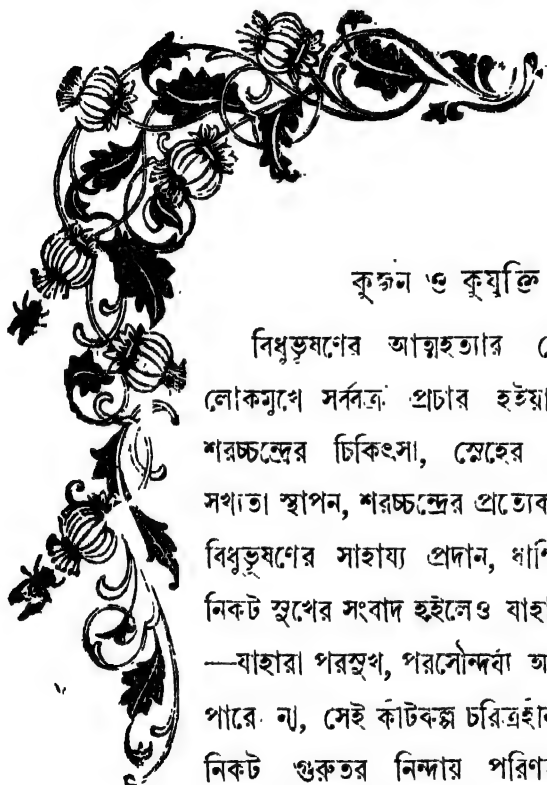 কুজন ও কুযুক্তি
বিধুভূষণের আত্মহত্যার
লোকমুখে সর্ববত্র প্রচার হইয়া
শরচ্চন্দ্রের চিকিৎসা, স্নেহের
সখ্যতা স্থাপন, শরচ্চন্দ্রের প্রত্যেক
বিধুভূষণের সাহায্য প্রদান, ধার্ণি
নিকট সুখের সংবাদ হইলেও যাহা
—যাহারা পরসুখ, পরসৌন্দর্য্য
পারে না, সেই কীটকল্প চরিত্রহীন
নিকট গুরুতর নিন্দায় পরিণ